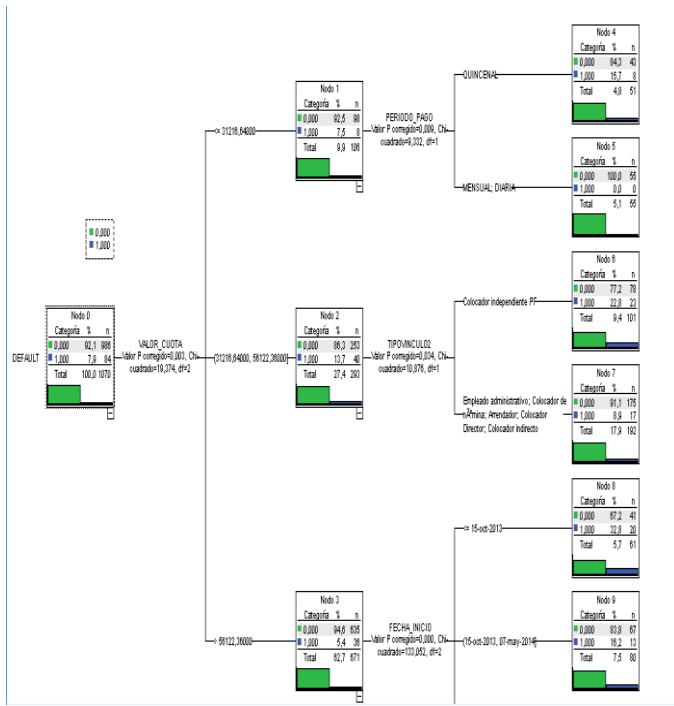 Nodo 4
Categoría % n
0,000 84,3 43
1,000 15,7 8
Total 4,8 51
QUINCENAL
Nodo 1
Categoría % n
0,000 92,5 98
1,000 7,5 8
Total 9,9 106
<= 31216,64000
PERIODO_PAGO
Valor P corregido=0,009, Chi-
cuadrado=9,332, df=1
Nodo 5
Categoría % n
0,000 100,0 55
1,000 0,0 0
Total 5,1 55
MENSUAL; DIARIA
0,000
1,000
Nodo 6
Categoría % n
0,000 77,2 78
1,000 22,8 23
Total 9,4 101
Colocador independiente PF
Nodo 0
Categoría % n
0,000 92,1 986
1,000 7,9 84
Total 100,0 1070
DEFAULT
VALOR_CUOTA
Valor P corregido=0,003, Chi-
cuadrado=19,374, df=2
(31216,64000, 56122,36000]
Nodo 2
Categoría % n
0,000 86,3 253
1,000 13,7 40
Total 27,4 293
TIPOVINCULO2
Valor P corregido=0,034, Chi-
cuadrado=10,876, df=1
Nodo 7
Categoría % n
0,000 91,1 175
1,000 8,9 17
Total 17,9 192
Empleado administrativo; Colocador de
nómina; Arrendador; Colocador
Director; Colocador indirecto
Nodo 8
Categoría % n
0,000 67,2 41
1,000 32,8 20
Total 5,7 61
<= 15-oct-2013
> 56122,36000
Nodo 3
Categoría % n
0,000 94,6 635
1,000 5,4 36
Total 62,7 671
FECHA_INICIO
Valor P corregido=0,000, Chi-
cuadrado=133,052, df=2
(15-oct-2013, 07-may-2014]
Nodo 9
Categoría % n
0,000 83,8 67
1,000 16,2 13
Total 7,5 80